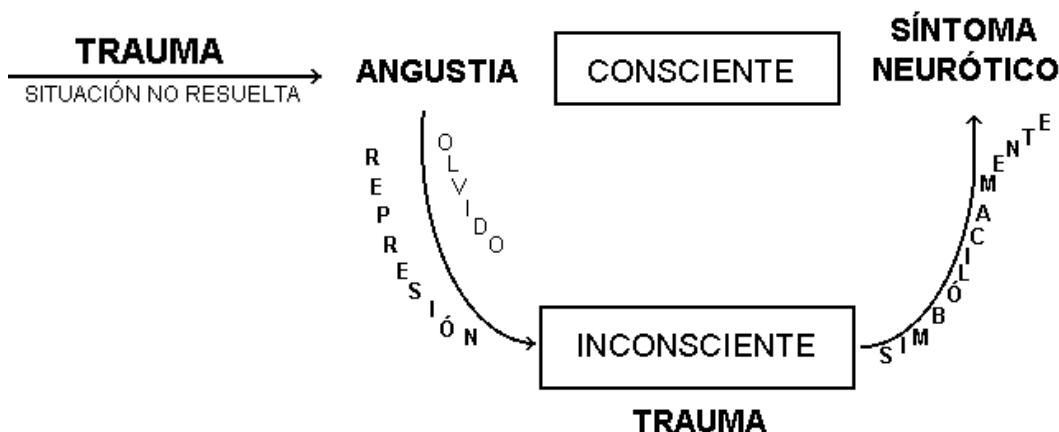 TRAUMA
SITUACIÓN NO RESUELTA
ANGUSTIA
CONSCIENTE
SÍNTOMA
NEURÓTICO
REPRESIÓN
OLVIDO
INCONSCIENTE
TRAUMA
SIMBÓLICAMENTE